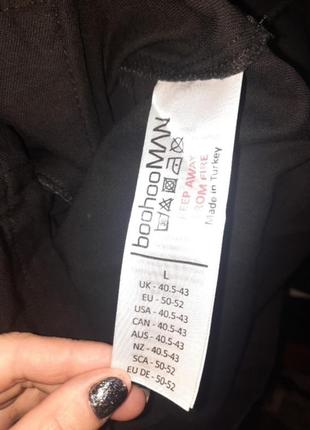 boohooMAN
KEEP AWAY
FROM FIRE
Made in Turkey
L
UK - 40.5-43
EU - 50-52
USA - 40.5-43
CAN - 40.5-43
AUS - 40.5-43
NZ - 40.5-43
SCA - 50-52
EU DE - 50-52